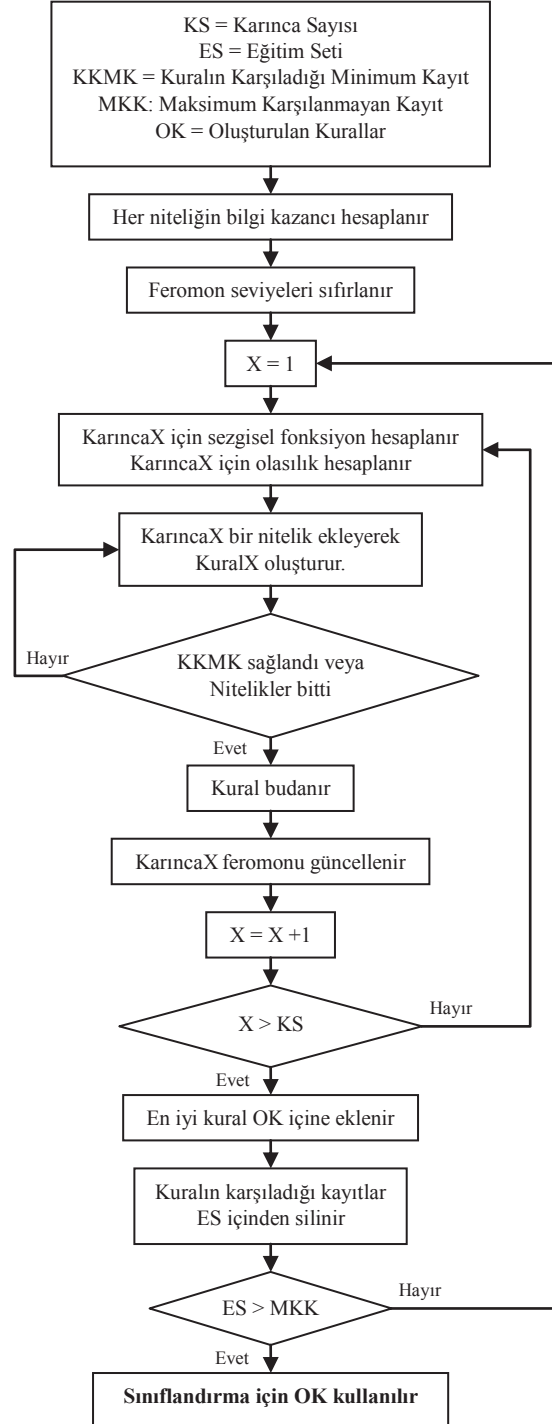 KS = Karınca Sayısı
ES = Eğitim Seti
KKMK = Kuralın Karşıladığı Minimum Kayıt
MKK: Maksimum Karşılanmayan Kayıt
OK = Oluşturulan Kurallar
Her niteliğin bilgi kazancı hesaplanır
Feromon seviyeleri sıfırlanır
X = 1
KarıncaX için sezgisel fonksiyon hesaplanır
KarıncaX için olasılık hesaplanır
KarıncaX bir nitelik ekleyerek
KuralX oluşturur.
Hayır
KKMK sağlandı veya
Nitelikler bitti
Evet
Kural budanır
KarıncaX feromonu güncellenir
X = X +1
X > KS
Hayır
Evet
En iyi kural OK içine eklenir
Kuralın karşıladığı kayıtlar
ES içinden silinir
ES > MKK
Hayır
Evet
Sınıflandırma için OK kullanılır